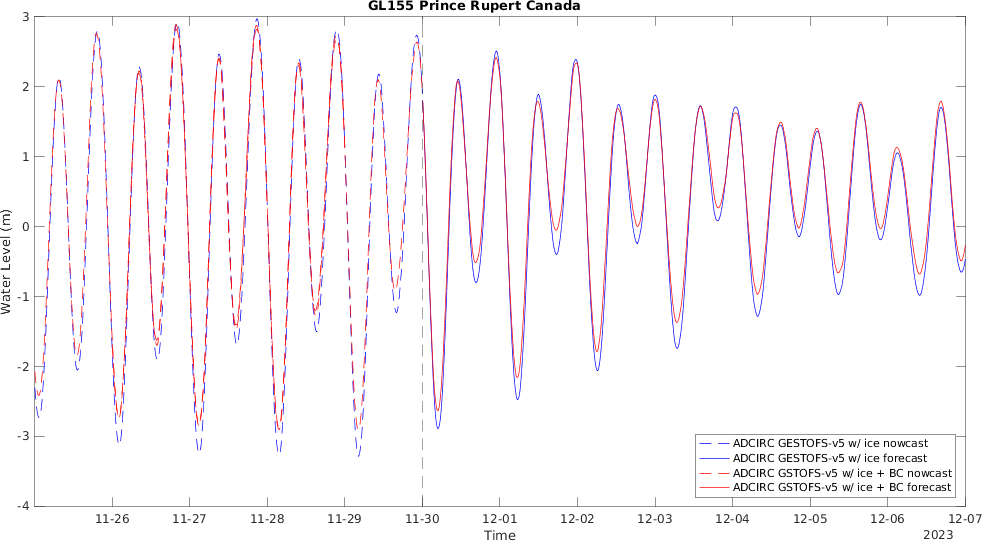 GL155 Prince Rupert Canada
3
2
1
0
-1
-2
-3
-4
Water Level (m)
11-26 11-27 11-28 11-29 11-30 12-01 12-02 12-03 12-04 12-05 12-06 12-07
Time
2023
ADCIRC GESTOFS-v5 w/ ice nowcast
ADCIRC GESTOFS-v5 w/ ice forecast
ADCIRC GSTOFS-v5 w/ ice + BC nowcast
ADCIRC GSTOFS-v5 w/ ice + BC forecast